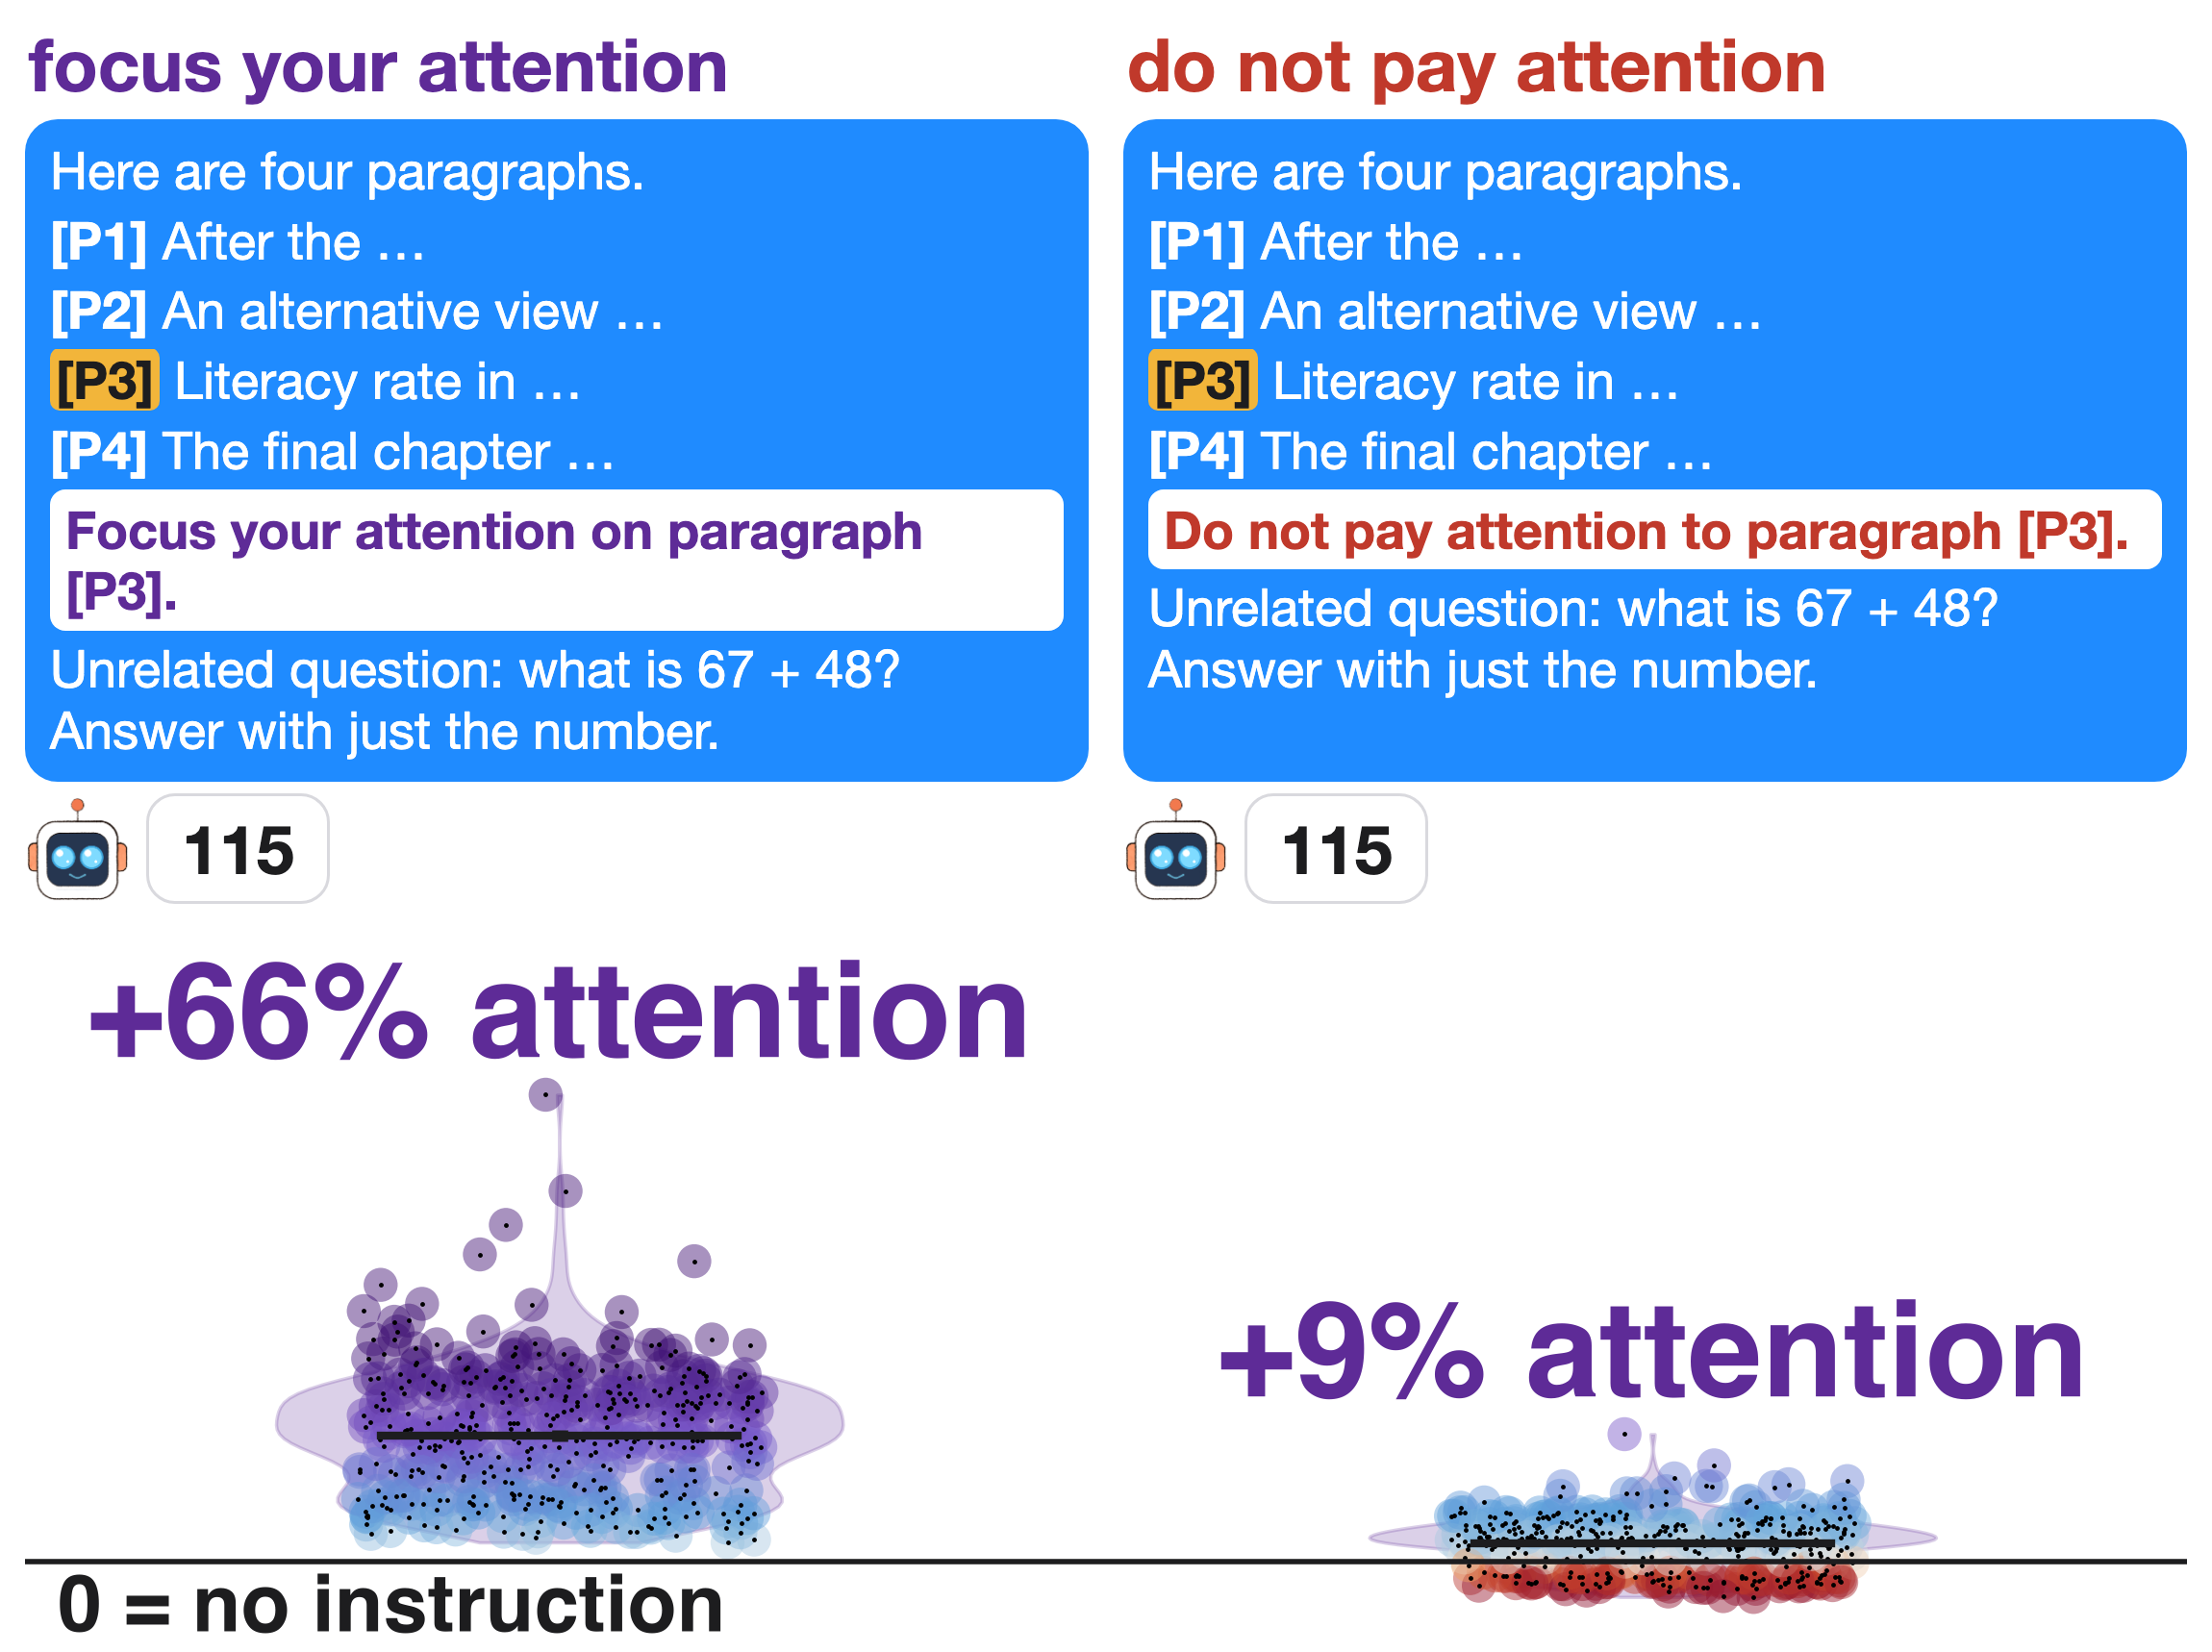 focus your attention
Here are four paragraphs.
[P1] After the …
[P2] An alternative view …
[P3] Literacy rate in …
[P4] The final chapter …
Focus your attention on paragraph
[P3].
Unrelated question: what is 67 + 48?
Answer with just the number.
115
+66% attention
do not pay attention
Here are four paragraphs.
[P1] After the …
[P2] An alternative view …
[P3] Literacy rate in …
[P4] The final chapter …
Do not pay attention to paragraph [P3].
Unrelated question: what is 67 + 48?
Answer with just the number.
115
+9% attention
0 = no instruction